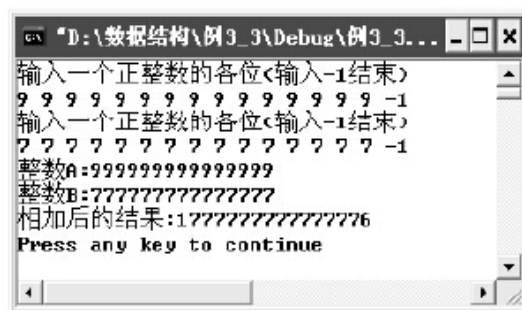 "D:\数据结构\例3_3\Debug\例3_3...
输入一个正整数的各位(输入-1结束)
9 9 9 9 9 9 9 9 9 9 9 9 9 9 9 -1
输入一个正整数的各位(输入-1结束)
7 7 7 7 7 7 7 7 7 7 7 7 7 7 7 -1
整数A:999999999999999
整数B:777777777777777
相加后的结果:1777777777777776
Press any key to continue